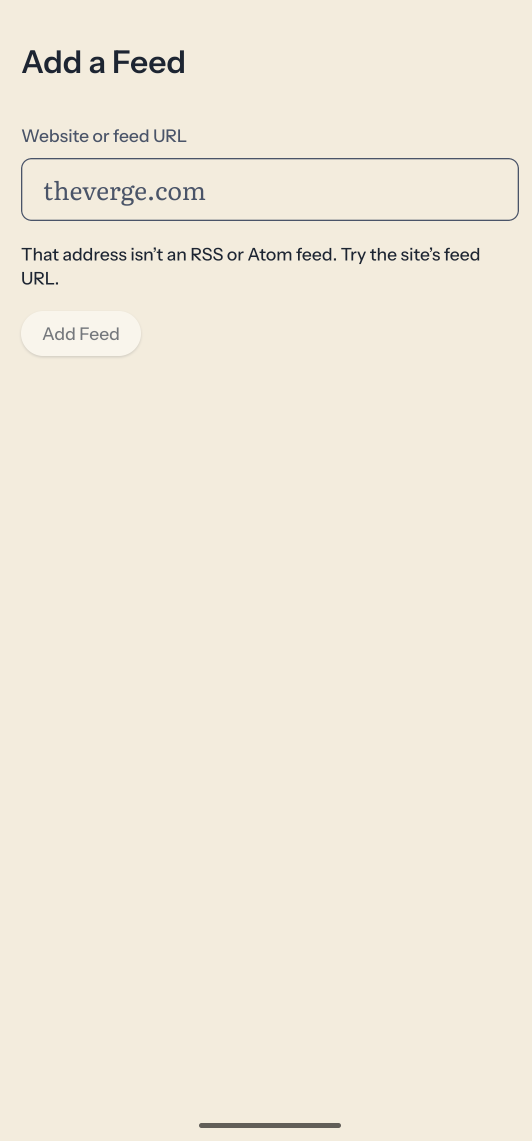 Add a Feed
Website or feed URL
theverge.com
That address isn’t an RSS or Atom feed. Try the site’s feed
URL.
Add Feed